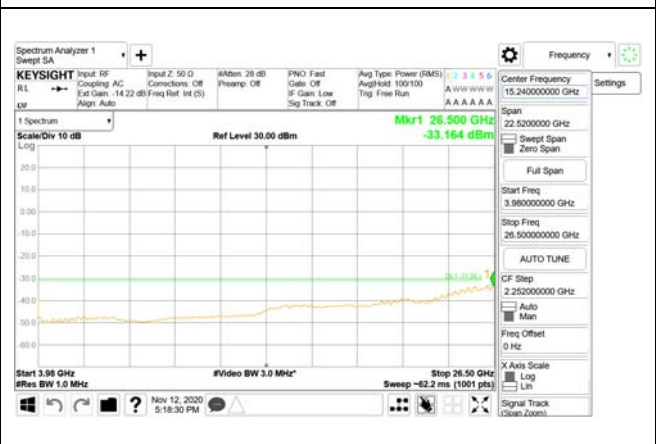 Spectrum Analyzer 1
Swept SA
Frequency
KEYSIGHT
RL
Input: RF
Coupling: AC
Ext Gain: -14.22 dB
Align: Auto
Input Z: 50 Ω
Corrections: Off
Freq Ref: Int (S)
#Atten: 28 dB
Preamp: Off
PNO: Fast
Gate: Off
IF Gain: Low
Sig Track: Off
Avg Type: Power (RMS)
Avg|Hold: 100/100
Trig: Free Run
1 2 3 4 5 6
A W W W W W
A A A A A A
1 Spectrum
Scale/Div 10 dB
Log
Ref Level 30.00 dBm
Mkr1 26.500 GHz
-33.164 dBm
20.0
10.0
0.00
-10.0
-20.0
-30.0
-40.0
-50.0
-60.0
1
Start 3.98 GHz
#Res BW 1.0 MHz
#Video BW 3.0 MHz*
Stop 26.50 GHz
Sweep ~62.2 ms (1001 pts)
Nov 12, 2020
5:18:30 PM
Center Frequency
15.240000000 GHz
Settings
Span
22.5200000 GHz
Swept Span
Zero Span
Full Span
Start Freq
3.980000000 GHz
Stop Freq
26.500000000 GHz
AUTO TUNE
CF Step
2.252000000 GHz
Auto
Man
Freq Offset
0 Hz
X Axis Scale
Log
Lin
Signal Track
(Span Zoom)